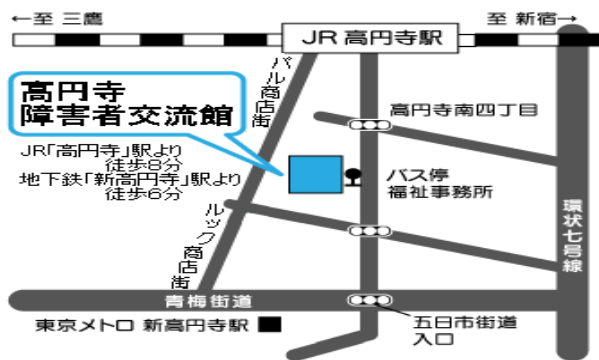 ←至 三鷹
至 新宿→
JR 高円寺駅
パル商店街
高円寺
障害者交流館
高円寺南四丁目
JR「高円寺」駅より
徒歩8分
地下鉄「新高円寺」駅より
徒歩6分
バス停
福祉事務所
ルック商店街
環状七号線
青梅街道
東京メトロ 新高円寺駅
五日市街道
入口